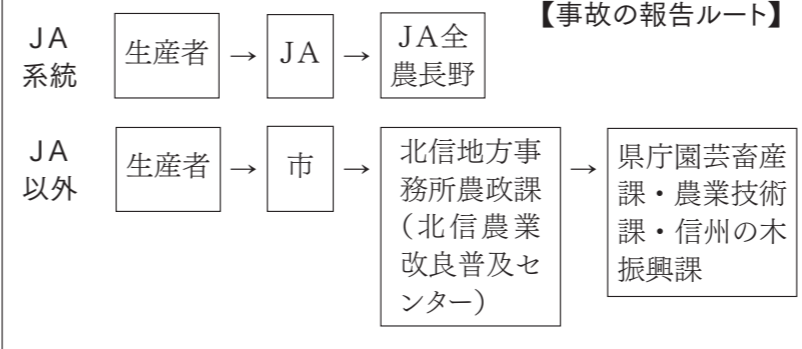 【事故の報告ルート】
JA
系統
生産者
→
JA
→
JA全
農長野
JA
以外
生産者
→
市
→
北信地方事
務所農政課
（北信農業
改良普及セ
ンター）
→
県庁園芸畜産
課・農業技術
課・信州の木
振興課